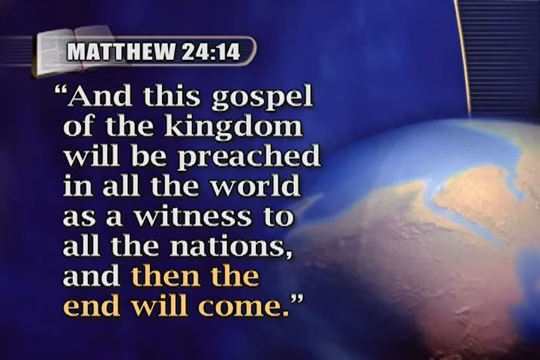 MATTHEW 24:14
“And this gospel
of the kingdom
will be preached
in all the world
as a witness to
all the nations,
and then the
end will come.”